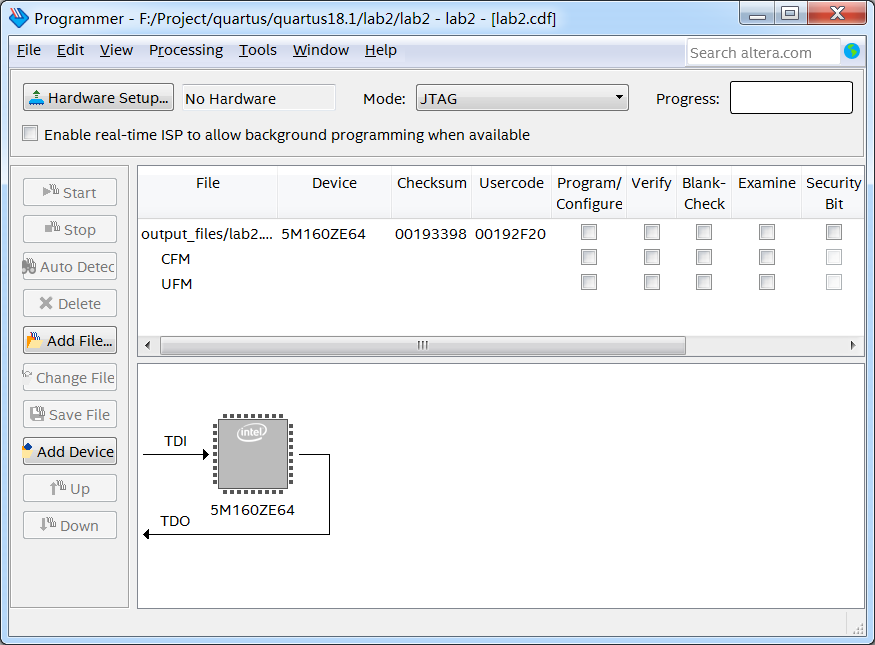 Programmer - F:/Project/quartus/quartus18.1/lab2/lab2 - lab2 - [lab2.cdf]
File Edit View Processing Tools Window Help
Search altera.com
Hardware Setup... No Hardware Mode: JTAG Progress:
Enable real-time ISP to allow background programming when available
Start
Stop
Auto Detec
Delete
Add File...
Change File
Save File
Add Device
Up
Down
File Device Checksum Usercode Program/ Verify Blank- Examine Security
Configure Check Bit
output_files/lab2.... 5M160ZE64 00193398 00192F20
CFM
UFM
TDI
intel
5M160ZE64
TDO